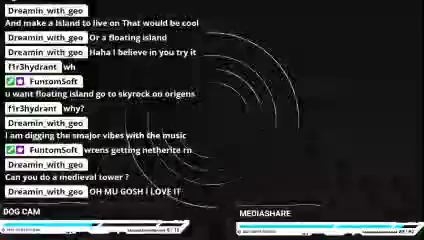 Dreamin_with_geo
And make a Island to live on That would be cool
Dreamin_with_geo Or a floating island
Dreamin_with_geo Haha I believe in you try it
f1r3hydrant wh
FuntomSoft
u want floating island go to skyrock on origens
f1r3hydrant why?
Dreamin_with_geo
I am digging the smajor vibes with the music
FuntomSoft wrens getting netherite rn
Dreamin_with_geo
Can you do a medieval tower ?
Dreamin_with_geo OH MU GOSH I LOVE IT
DOG CAM
MEDIASHARE